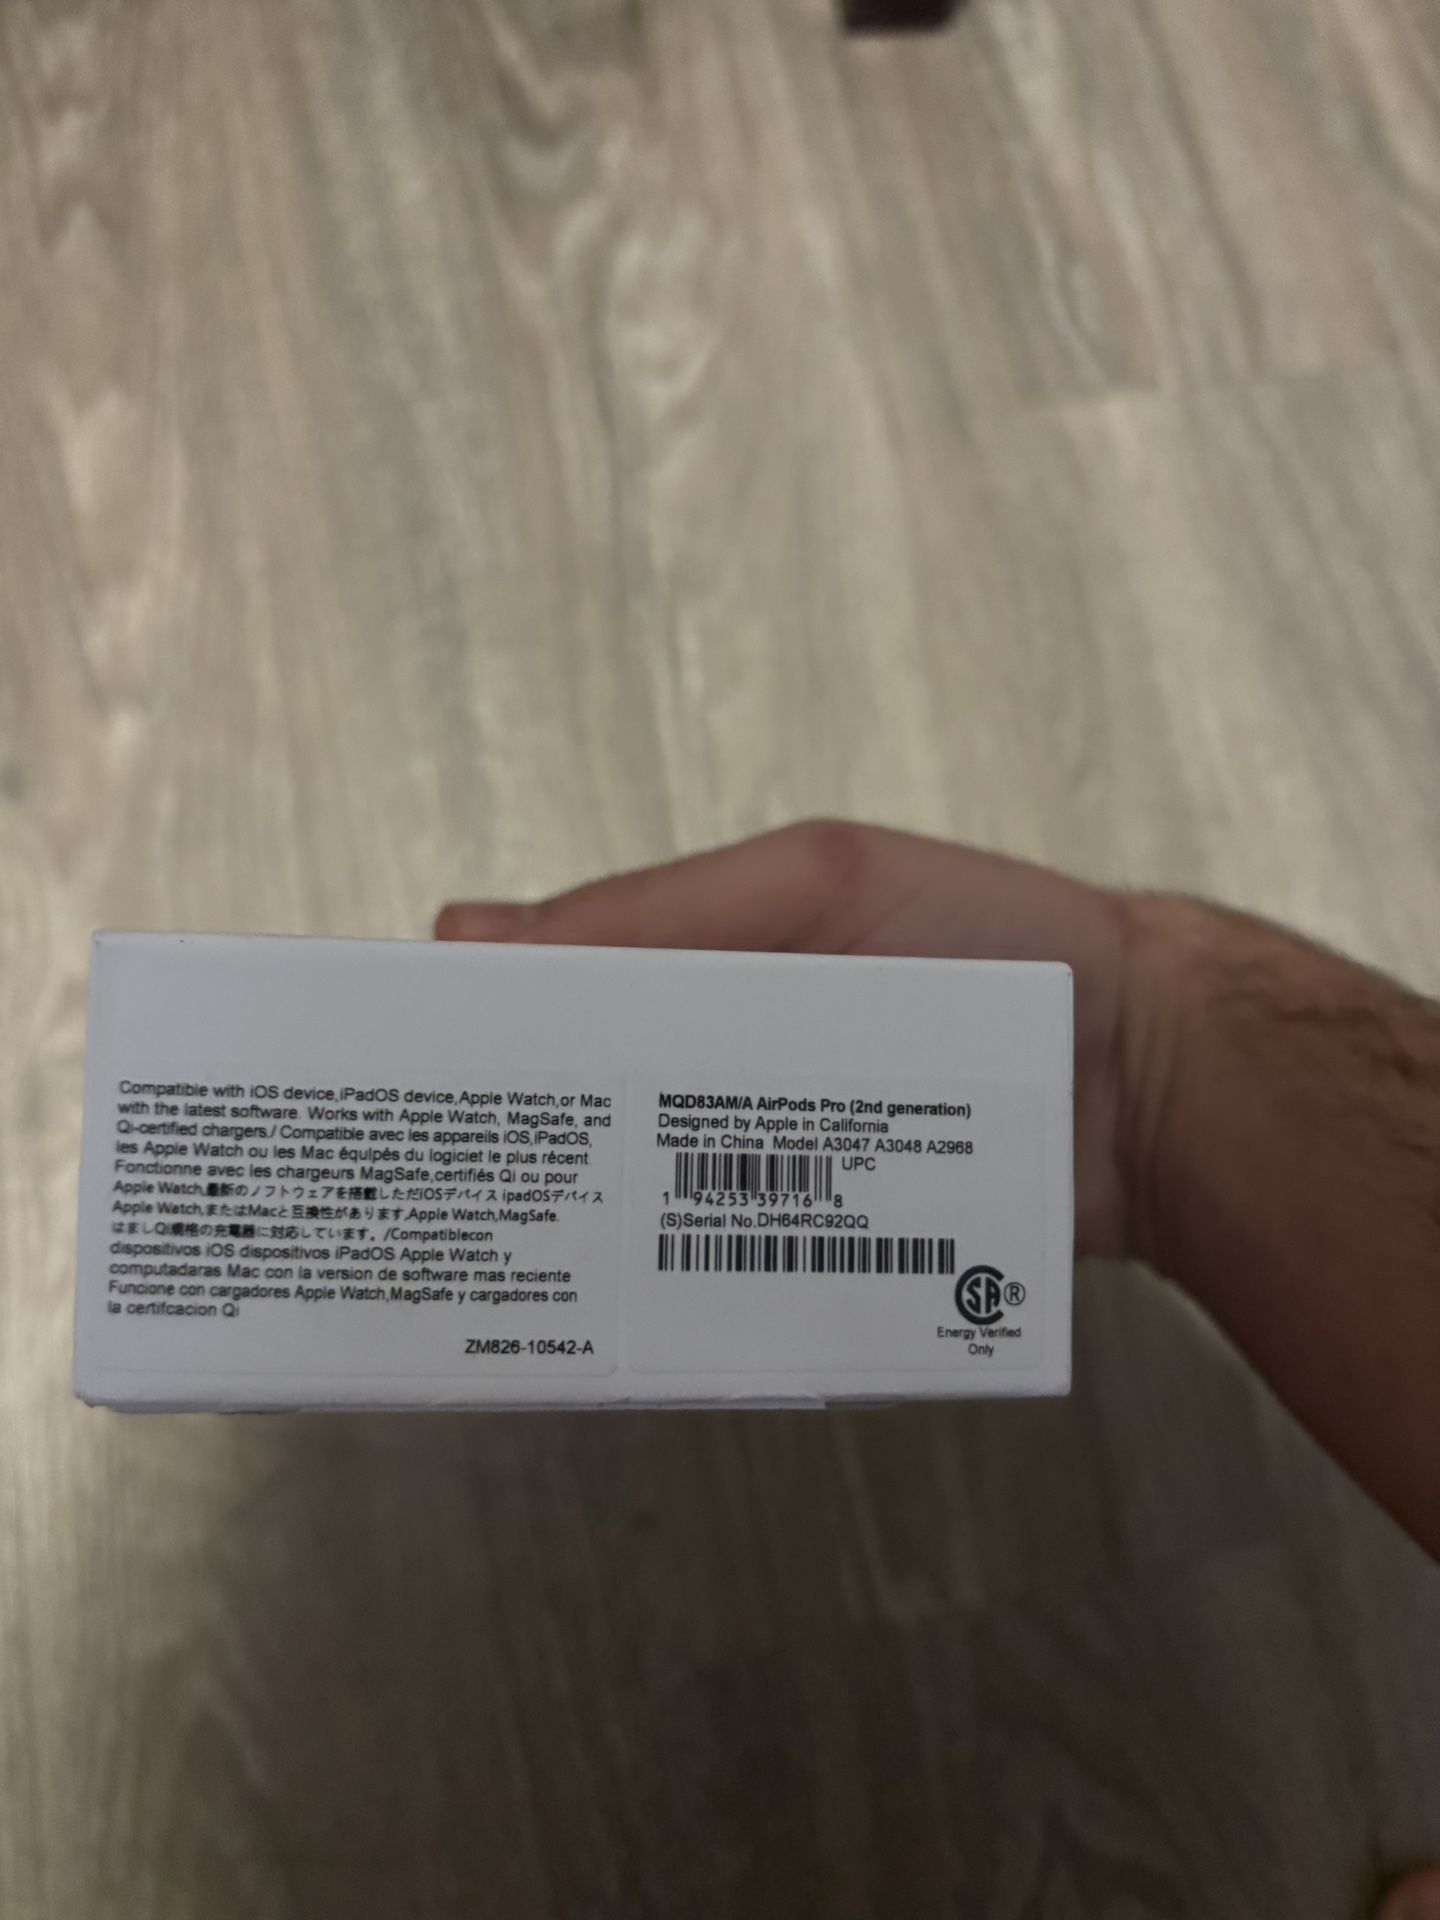 Compatible with iOS device,iPadOS device,Apple Watch,or Mac
with the latest software. Works with Apple Watch, MagSafe, and
Qi-certified chargers./ Compatible avec les appareils iOS,iPadOS,
les Apple Watch ou les Mac équipés du logiciet le plus récent
Fonctionne avec les chargeurs MagSafe,certifiés Qi ou pour
Apple Watch,最新のノフトウェアを搭載しただiOSデバイス ipadOSデバイス
Apple Watch,またはMacと互換性があります,Apple Watch,MagSafe.
はましQi规格の充電器に対応しています。/Compatiblecon
dispositivos iOS dispositivos iPadOS Apple Watch y
computadaras Mac con la version de software mas reciente
Funcione con cargadores Apple Watch,MagSafe y cargadores con
la certifcacion Qi
ZM826-10542-A
MQD83AM/A AirPods Pro (2nd generation)
Designed by Apple in California
Made in China Model A3047 A3048 A2968
UPC
1 94253 39716 8
(S)Serial No.DH64RC92QQ
SA ®
Energy Verified
Only